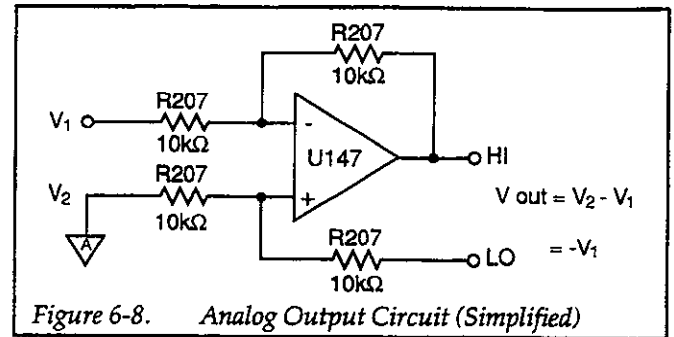 R207
10kΩ
V₁
R207
10kΩ
-
U147
HI
V₂
R207
10kΩ
+
V out = V₂ - V₁
A
R207
10kΩ
LO
= -V₁
Figure 6-8. Analog Output Circuit (Simplified)